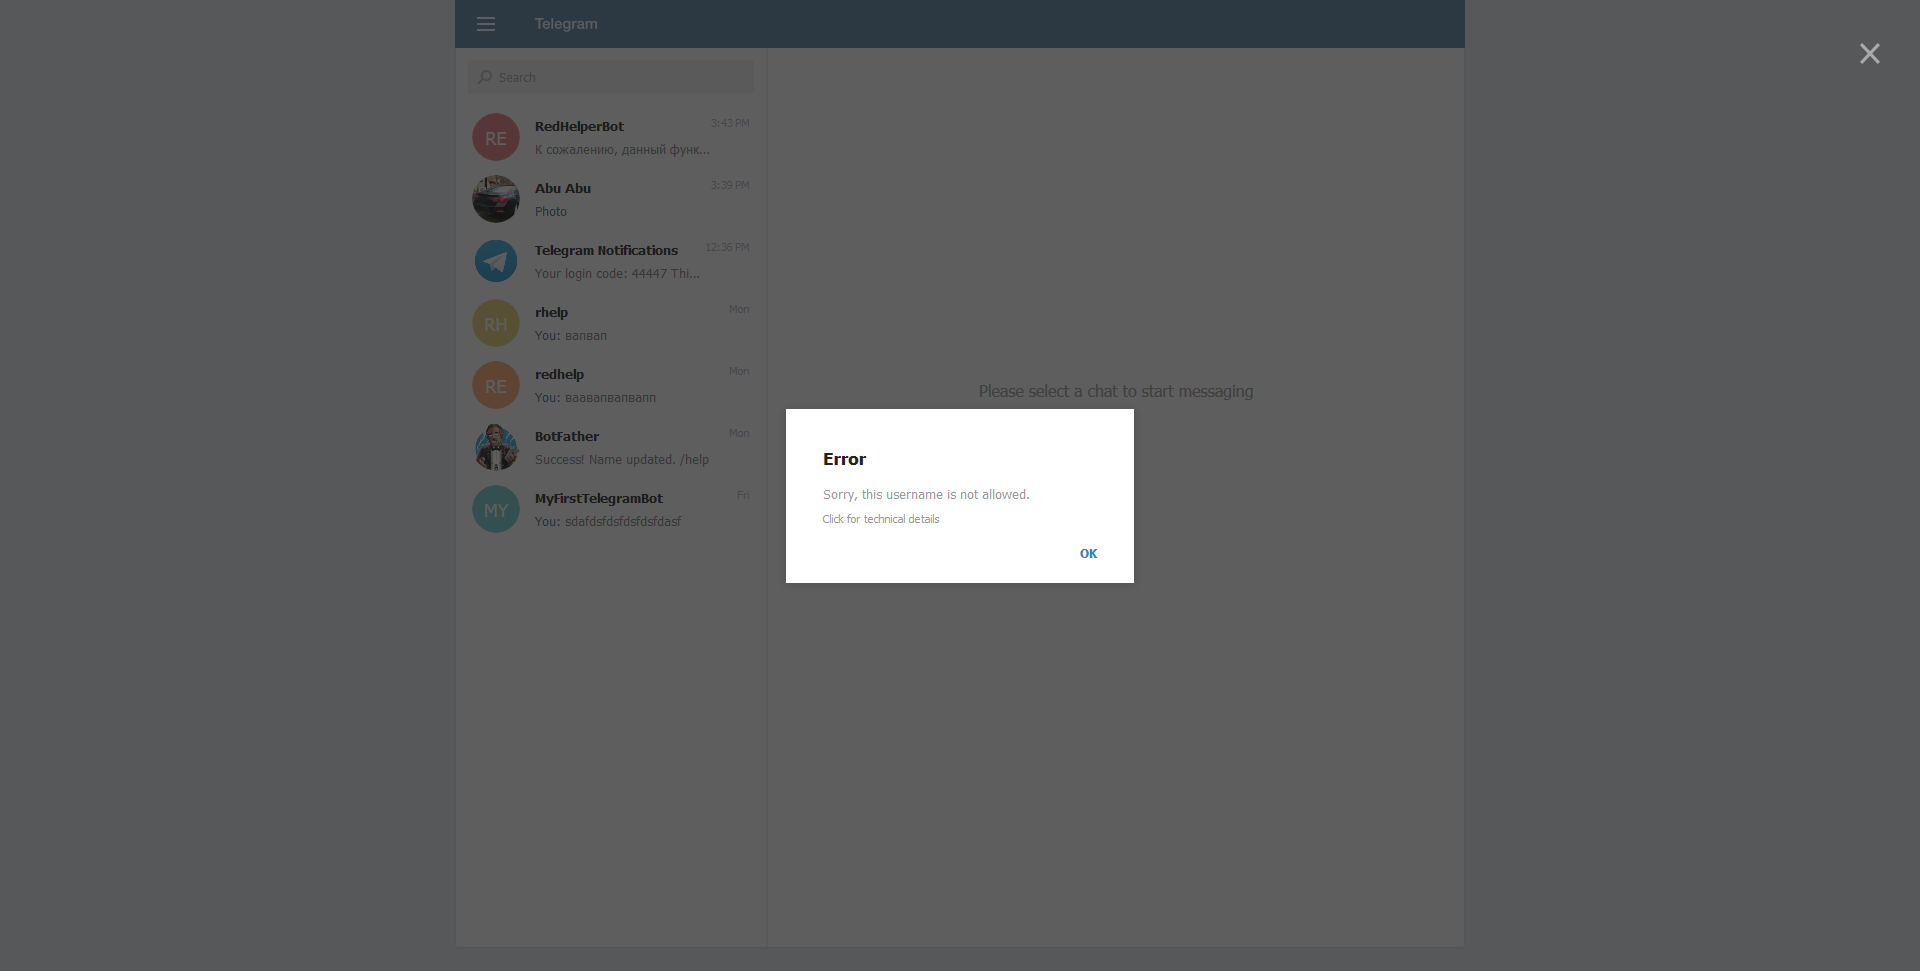 Telegram
Search
RE
RedHelperBot
3:43 PM
К сожалению, данный функ...
Abu Abu
3:39 PM
Photo
Telegram Notifications
12:36 PM
Your login code: 44447 Thi...
RH
rhelp
Mon
You: вапвап
RE
redhelp
Mon
You: ваавапвапвапп
BotFather
Mon
Success! Name updated. /help
MY
MyFirstTelegramBot
Fri
You: sdafdsfdsfdsfdsfdasf
Please select a chat to start messaging
Error
Sorry, this username is not allowed.
Click for technical details
OK